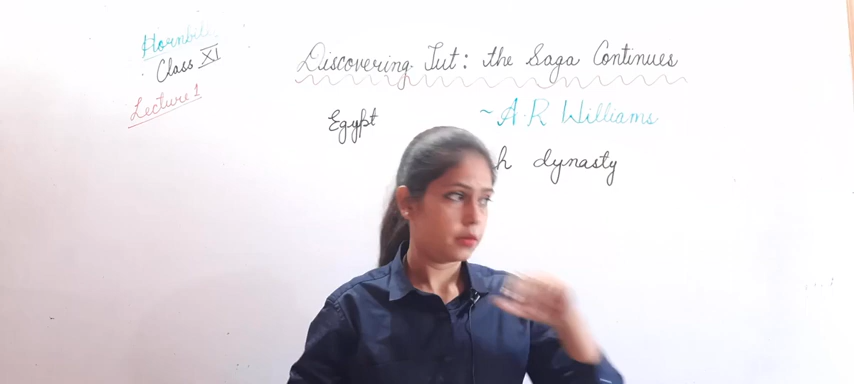 Hornbill
Class XI
Lecture 1
Discovering Tut: the Saga Continues
~ A.R Williams
Egypt
dynasty